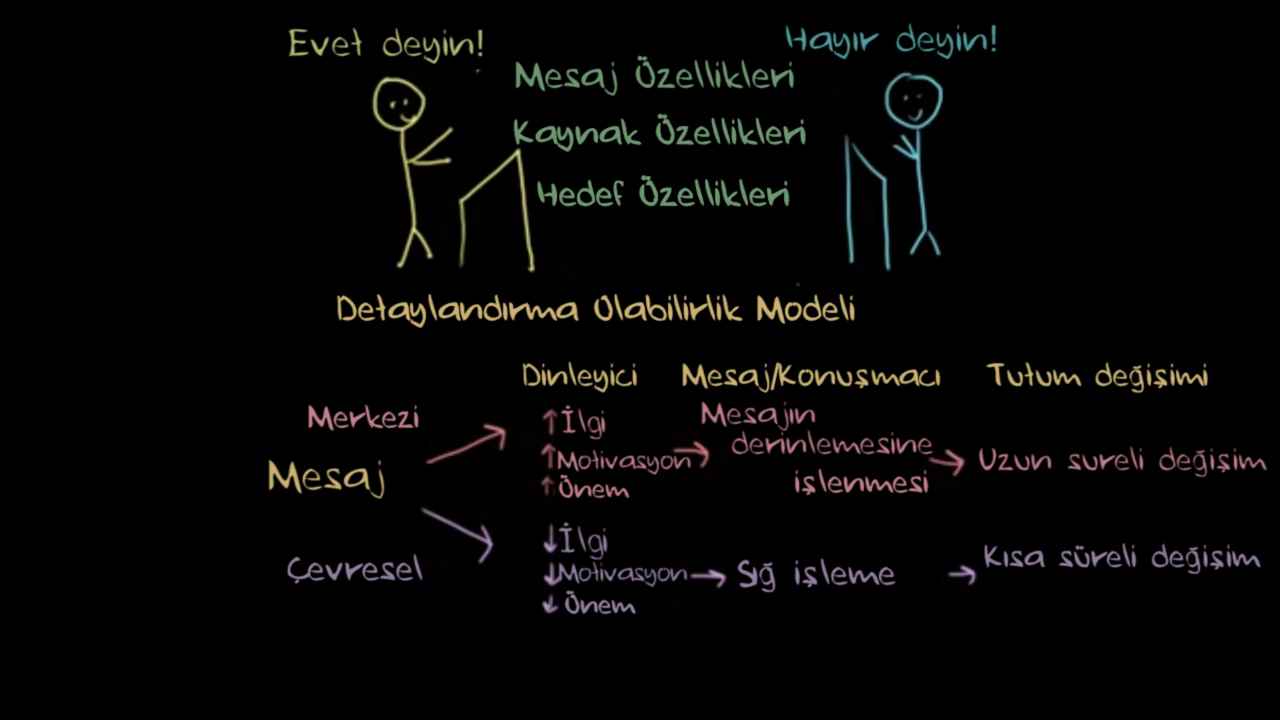 Evet deyin!
Hayır deyin!
Mesaj Özellikleri
Kaynak Özellikleri
Hedef Özellikleri
Detaylandırma Olabilirlik Modeli
Dinleyici
Mesaj/Konuşmacı
Tutum değişimi
Merkezi
Mesaj
Çevresel
↑İlgi
↑Motivasyon
↑Önem
Mesajın
derinlemesine
işlenmesi
Uzun sureli değişim
↓İlgi
↓Motivasyon
↓Önem
Sığ işleme
Kısa süreli değişim